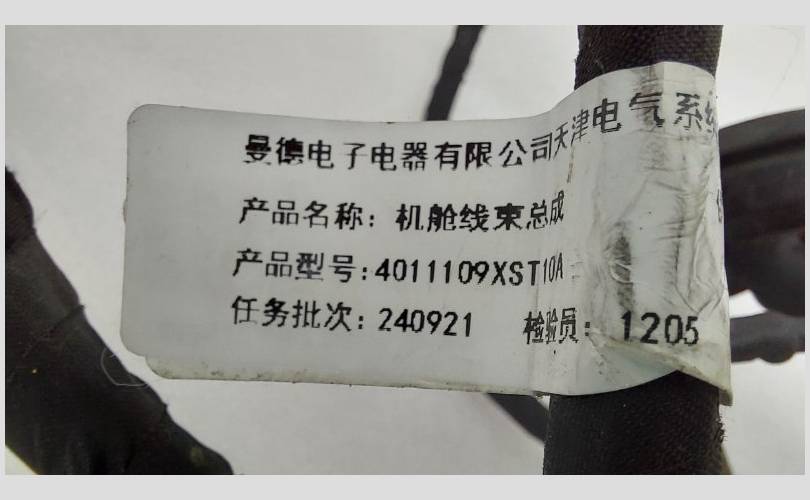 曼德电子电器有限公司天津电气系统
产品名称：机舱线束总成
产品型号:4011109XST10A
任务批次:240921 检验员:1205